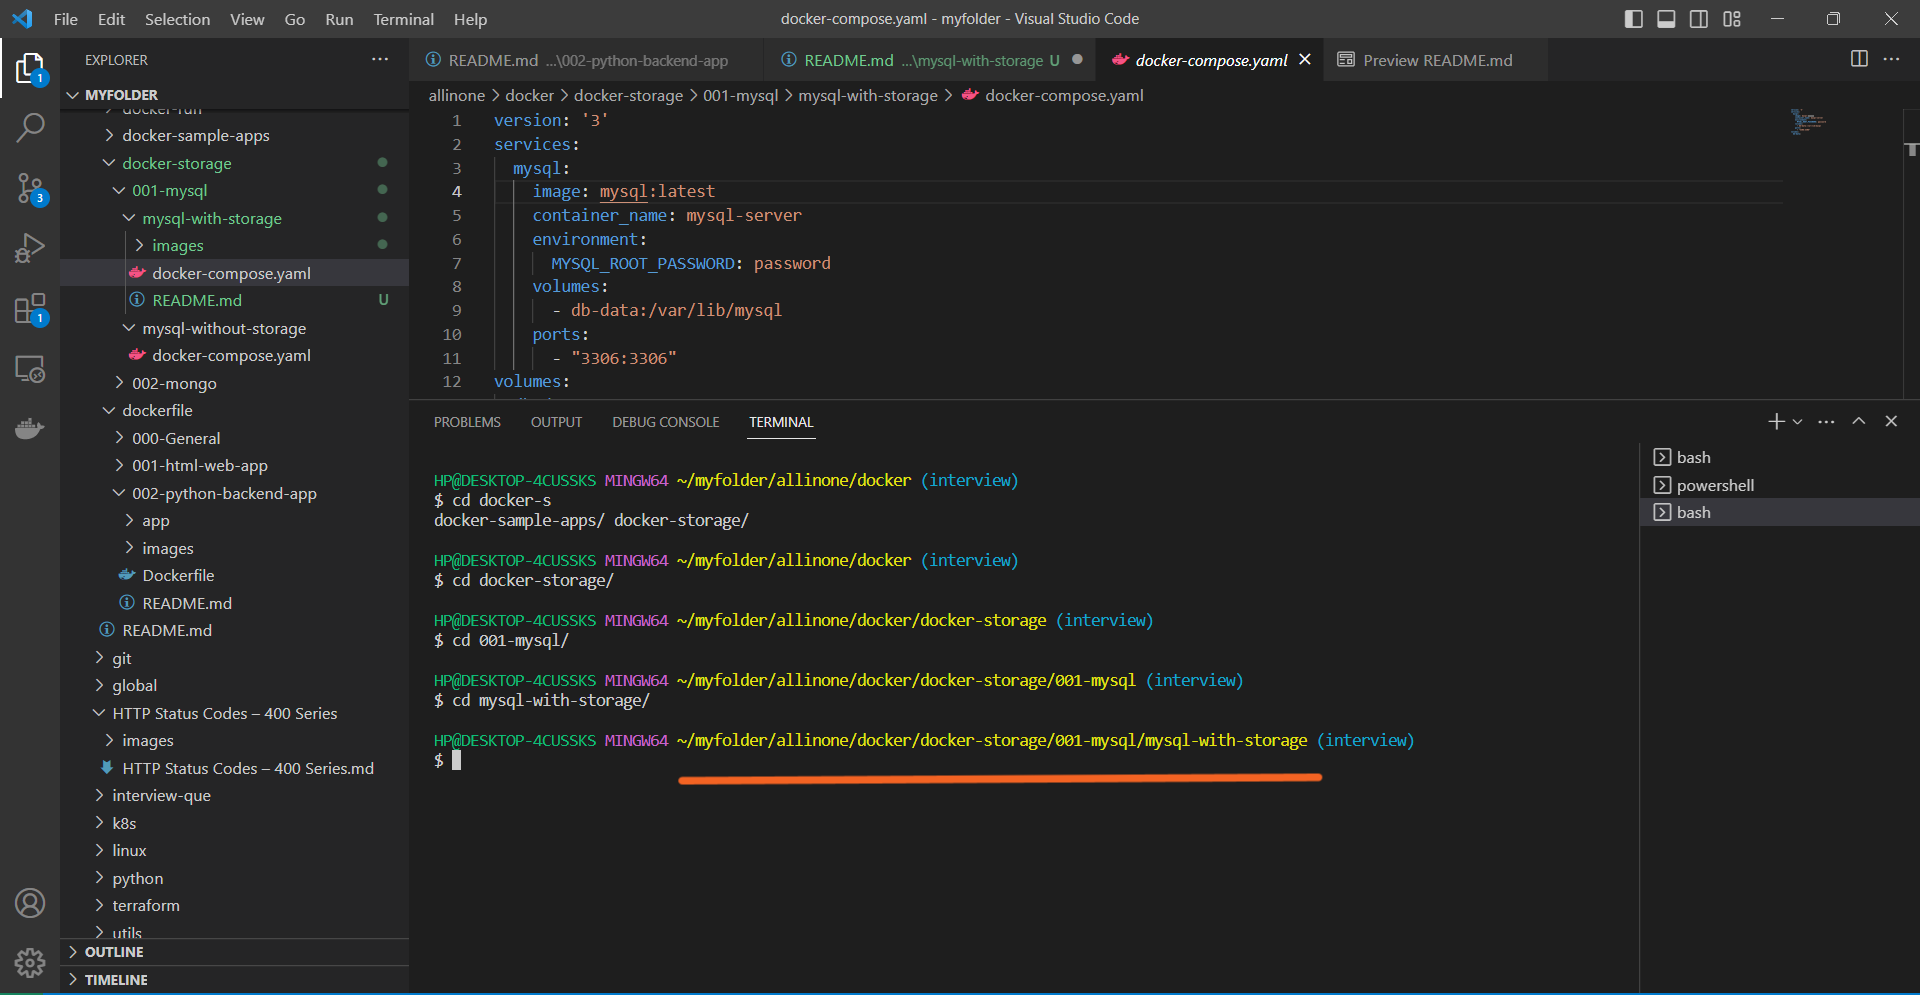 File Edit Selection View Go Run Terminal Help
docker-compose.yaml - myfolder - Visual Studio Code
EXPLORER
MYFOLDER
docker-run
docker-sample-apps
docker-storage
001-mysql
mysql-with-storage
images
docker-compose.yaml
README.md U
mysql-without-storage
docker-compose.yaml
002-mongo
dockerfile
000-General
001-html-web-app
002-python-backend-app
app
images
Dockerfile
README.md
README.md
git
global
HTTP Status Codes – 400 Series
images
HTTP Status Codes – 400 Series.md
interview-que
k8s
linux
python
terraform
utils
OUTLINE
TIMELINE
1
3
1
README.md ...\002-python-backend-app
README.md ...\mysql-with-storage U
docker-compose.yaml
Preview README.md
allinone > docker > docker-storage > 001-mysql > mysql-with-storage > docker-compose.yaml
1 version: '3'
2 services:
3 mysql:
4 image: mysql:latest
5 container_name: mysql-server
6 environment:
7 MYSQL_ROOT_PASSWORD: password
8 volumes:
9 - db-data:/var/lib/mysql
10 ports:
11 - "3306:3306"
12 volumes:
PROBLEMS OUTPUT DEBUG CONSOLE TERMINAL
HP@DESKTOP-4CUSSKS MINGW64 ~/myfolder/allinone/docker (interview)
$ cd docker-s
docker-sample-apps/ docker-storage/
HP@DESKTOP-4CUSSKS MINGW64 ~/myfolder/allinone/docker (interview)
$ cd docker-storage/
HP@DESKTOP-4CUSSKS MINGW64 ~/myfolder/allinone/docker/docker-storage (interview)
$ cd 001-mysql/
HP@DESKTOP-4CUSSKS MINGW64 ~/myfolder/allinone/docker/docker-storage/001-mysql (interview)
$ cd mysql-with-storage/
HP@DESKTOP-4CUSSKS MINGW64 ~/myfolder/allinone/docker/docker-storage/001-mysql/mysql-with-storage (interview)
$
bash
powershell
bash